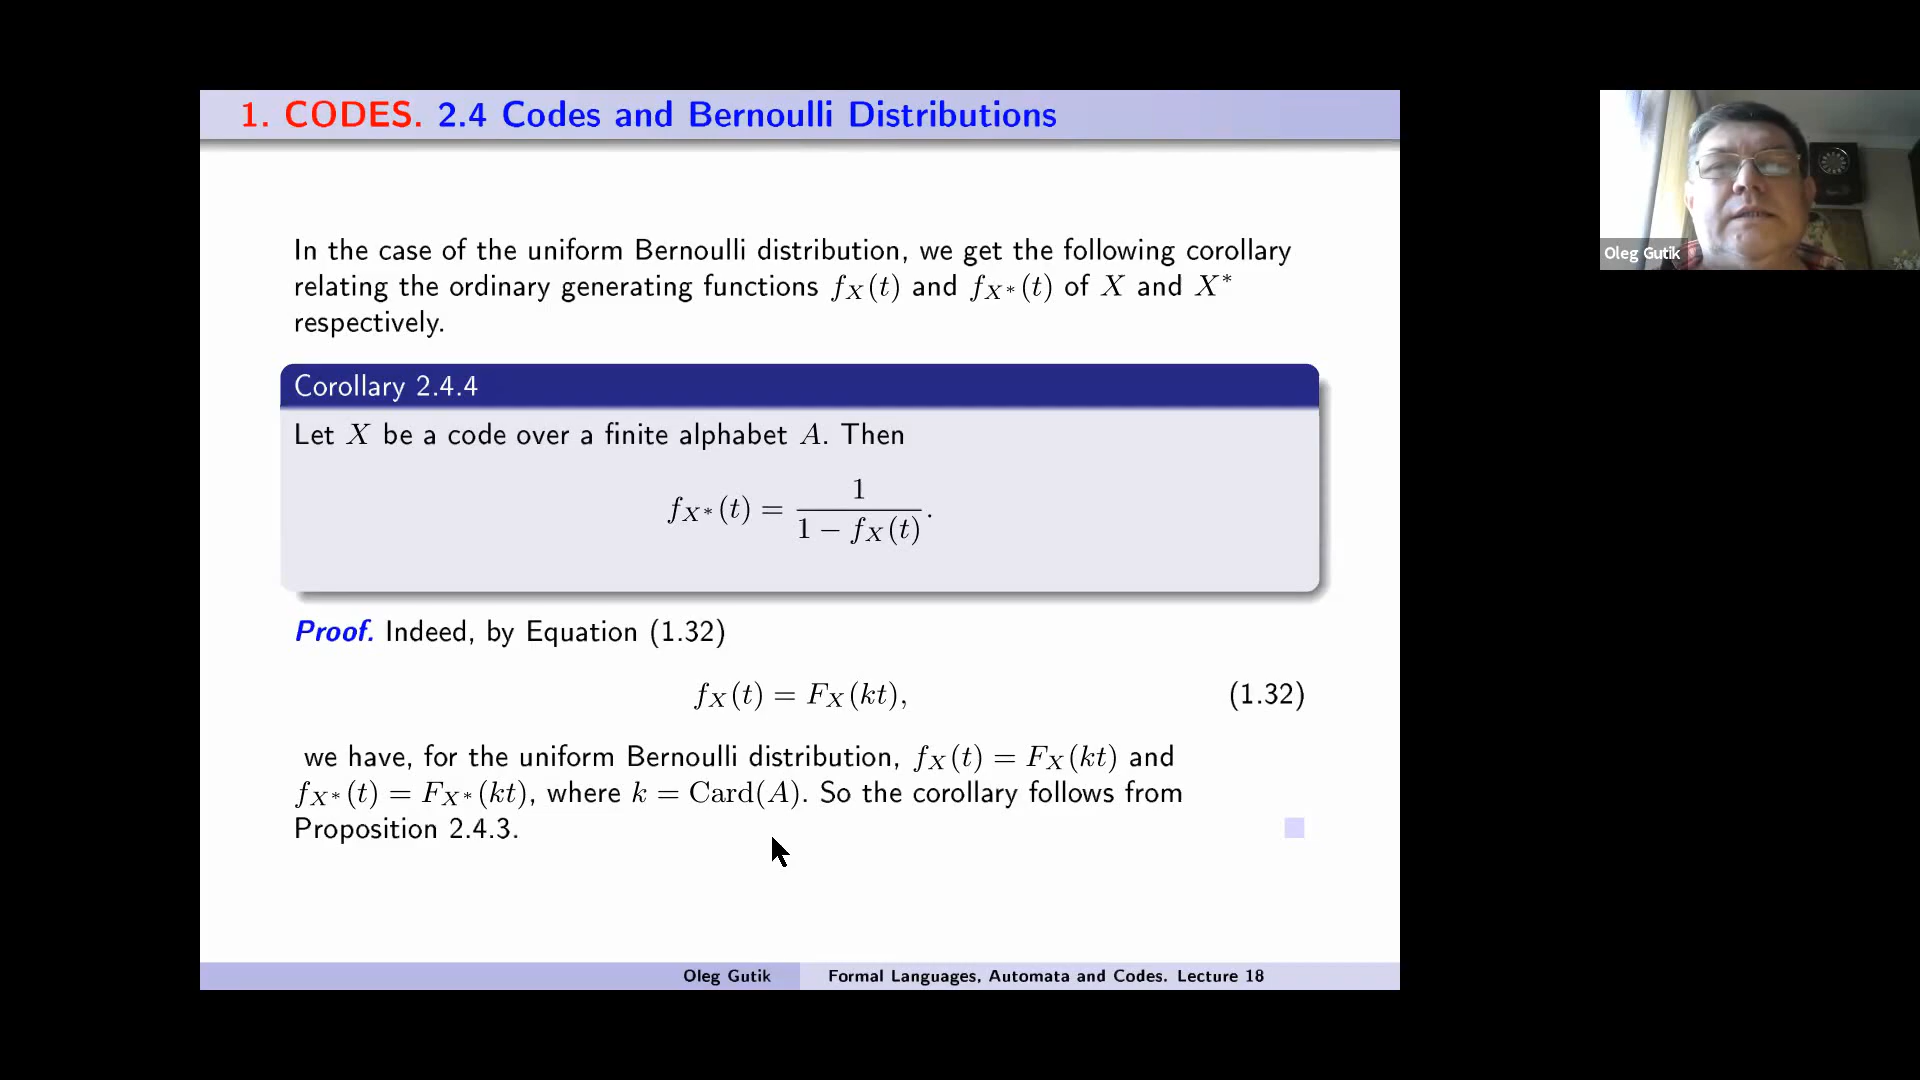 1. CODES. 2.4 Codes and Bernoulli Distributions
In the case of the uniform Bernoulli distribution, we get the following corollary
relating the ordinary generating functions f_X(t) and f_{X*}(t) of X and X*
respectively.
Corollary 2.4.4
Let X be a code over a finite alphabet A. Then
f_{X*}(t) = 1 / (1 − f_X(t)).
Proof. Indeed, by Equation (1.32)
f_X(t) = F_X(kt), (1.32)
we have, for the uniform Bernoulli distribution, f_X(t) = F_X(kt) and
f_{X*}(t) = F_{X*}(kt), where k = Card(A). So the corollary follows from
Proposition 2.4.3.
Oleg Gutik Formal Languages, Automata and Codes. Lecture 18
Oleg Gutik